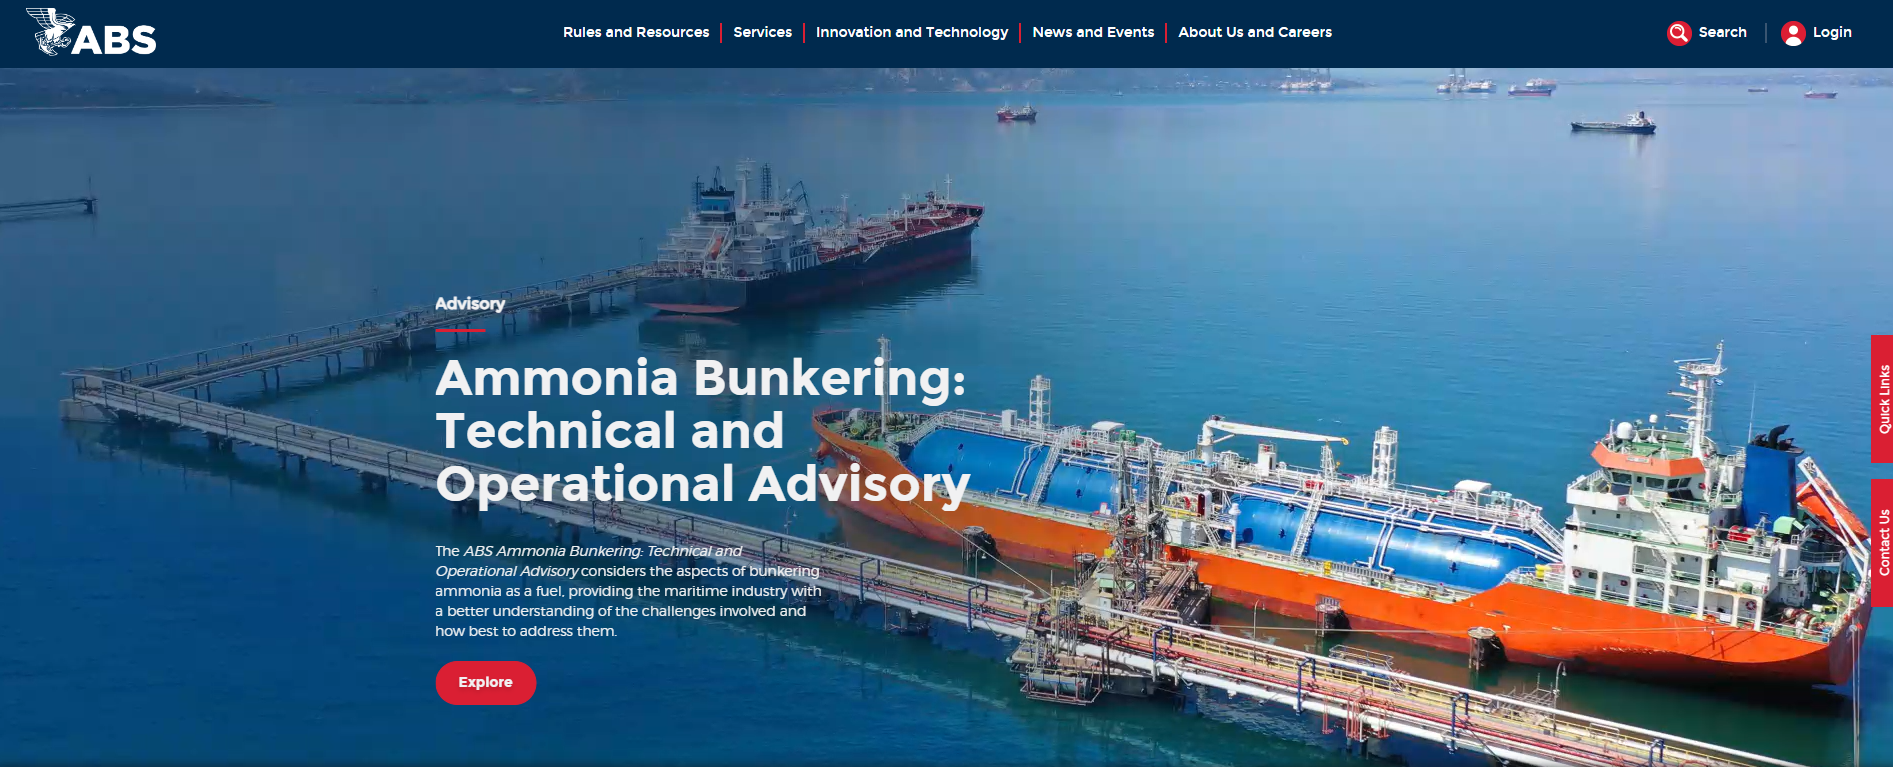 ABS
Rules and Resources
Services
Innovation and Technology
News and Events
About Us and Careers
Search
Login
Advisory
Ammonia Bunkering:
Technical and
Operational Advisory
The ABS Ammonia Bunkering: Technical and
Operational Advisory considers the aspects of bunkering
ammonia as a fuel, providing the maritime industry with
a better understanding of the challenges involved and
how best to address them.
Explore
Quick Links
Contact Us